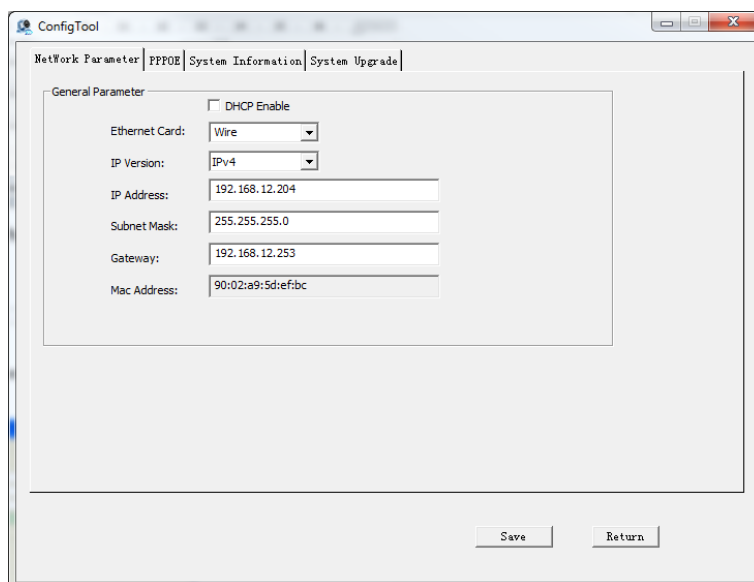 ConfigTool
NetWork Parameter PPPOE System Information System Upgrade
General Parameter
DHCP Enable
Ethernet Card: Wire
IP Version: IPv4
IP Address: 192.168.12.204
Subnet Mask: 255.255.255.0
Gateway: 192.168.12.253
Mac Address: 90:02:a9:5d:ef:bc
Save Return